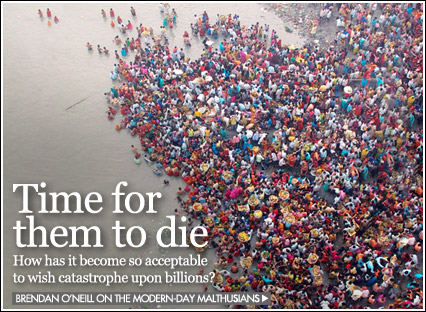 Time for
them to die
How has it become so acceptable
to wish catastrophe upon billions?
BRENDAN O'NEILL ON THE MODERN-DAY MALTHUSIANS